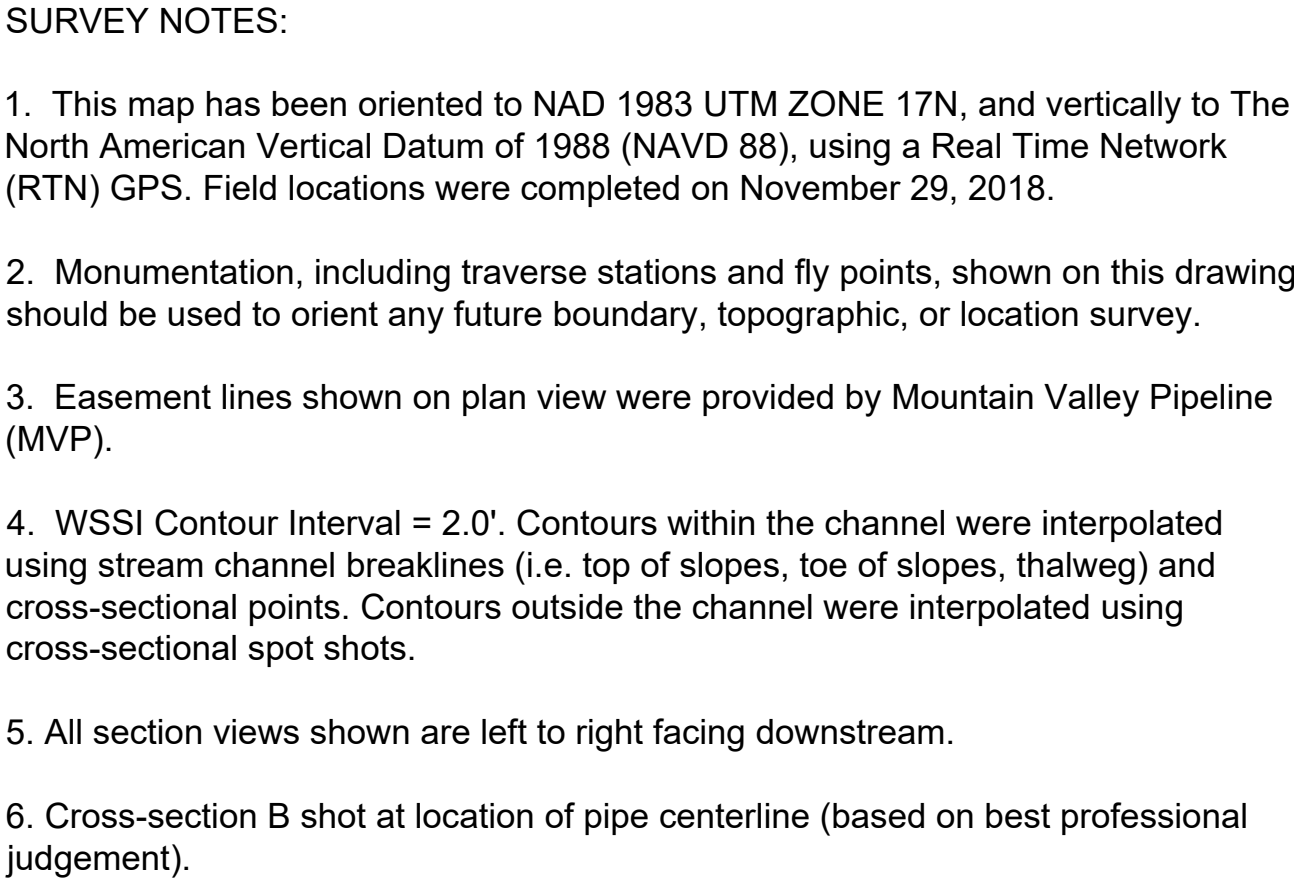 SURVEY NOTES:
1.  This map has been oriented to NAD 1983 UTM ZONE 17N, and vertically to The
North American Vertical Datum of 1988 (NAVD 88), using a Real Time Network
(RTN) GPS. Field locations were completed on November 29, 2018.
2.  Monumentation, including traverse stations and fly points, shown on this drawing
should be used to orient any future boundary, topographic, or location survey.
3.  Easement lines shown on plan view were provided by Mountain Valley Pipeline
(MVP).
4.  WSSI Contour Interval = 2.0'. Contours within the channel were interpolated
using stream channel breaklines (i.e. top of slopes, toe of slopes, thalweg) and
cross-sectional points. Contours outside the channel were interpolated using
cross-sectional spot shots.
5. All section views shown are left to right facing downstream.
6. Cross-section B shot at location of pipe centerline (based on best professional
judgement).